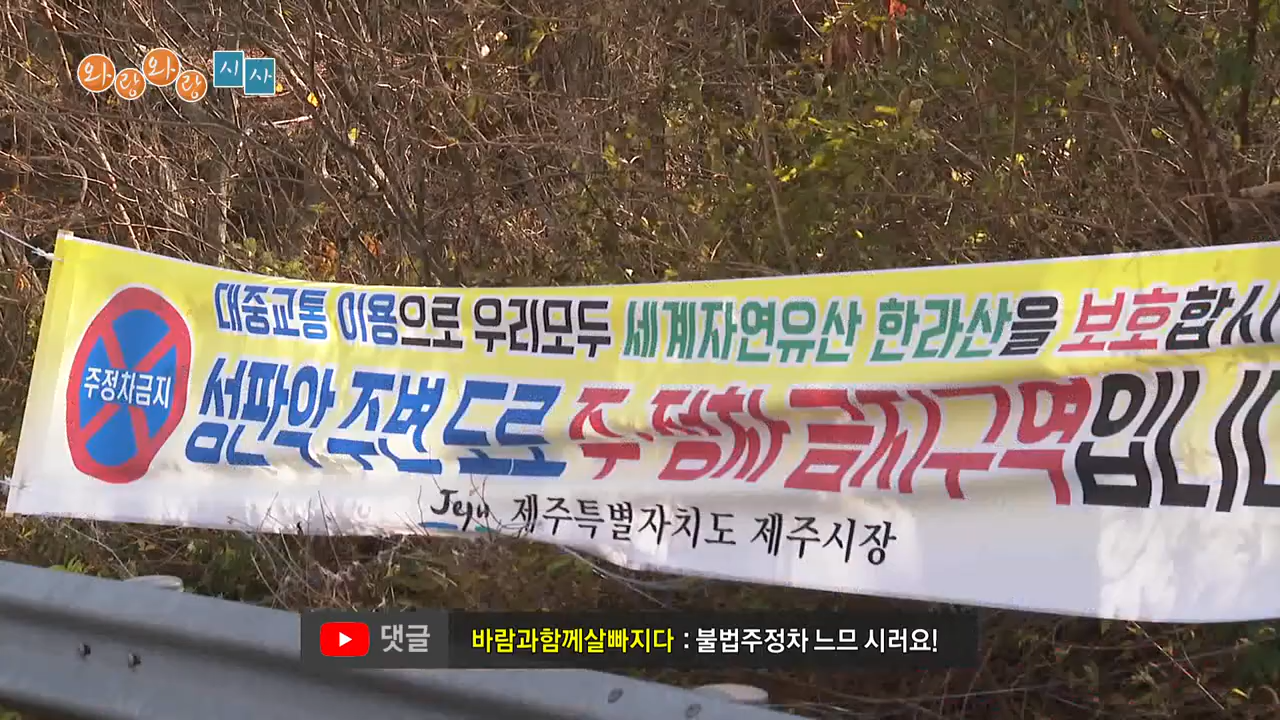 와랑와랑 시사
대중교통 이용으로 우리모두 세계자연유산 한라산을 보호합시
주정차금지
성판악 주변 도로 주·정차 금지구역입니다
Jeju 제주특별자치도 제주시장
댓글 바람과함께살빠지다 : 불법주정차 느므 시러요!